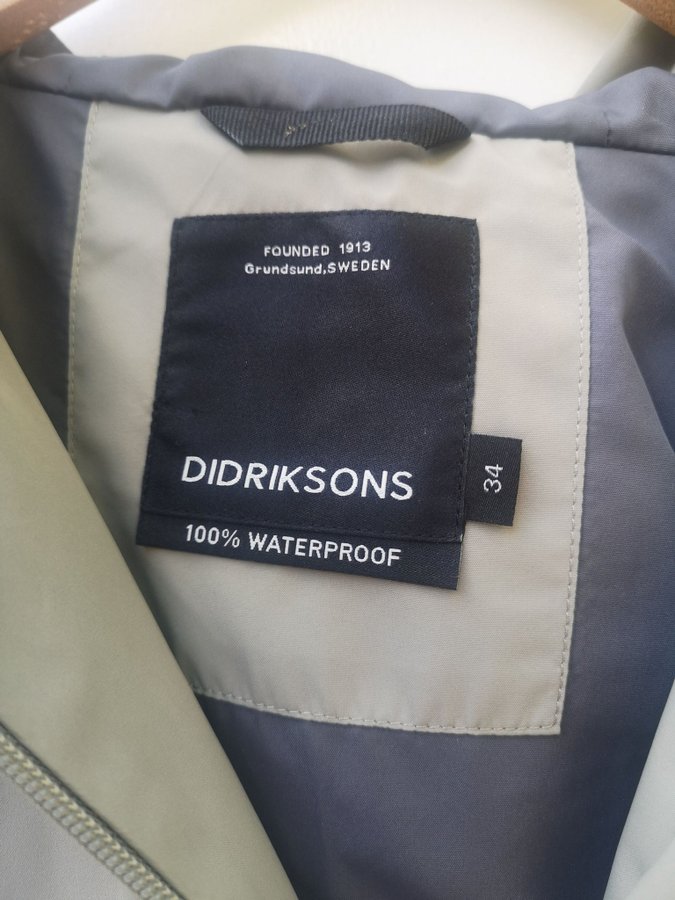 FOUNDED 1913
Grundsund,SWEDEN
DIDRIKSONS
34
100% WATERPROOF